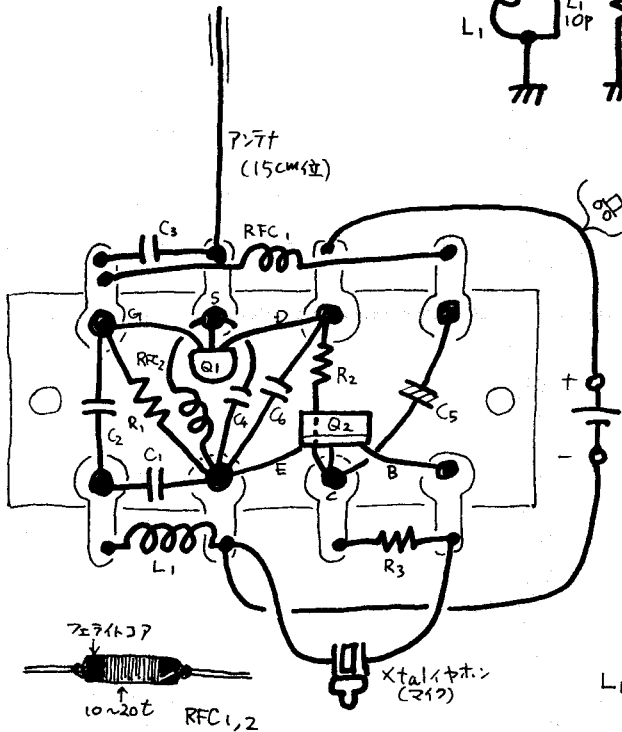 L1
L1
10p
アンテナ
(15cm位)
C3
RFC1
G
S
D
RFC2
Q1
R2
C2
R1
C4
C6
Q2
C5
+
-
C1
E
C
B
L1
R3
フェライトコア
10~20t
RFC1,2
Xtalイヤホン
(マイク)
L1